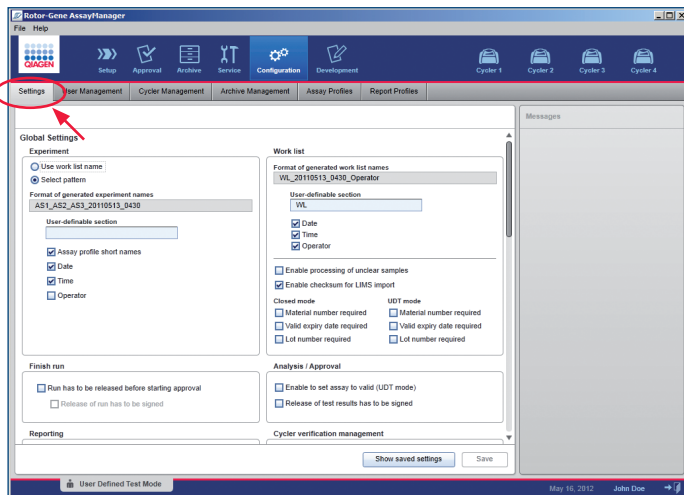 Rotor-Gene AssayManager
File Help
QIAGEN
Setup Approval Archive Service Configuration Development Cycler 1 Cycler 2 Cycler 3 Cycler 4
Settings User Management Cycler Management Archive Management Assay Profiles Report Profiles
Messages
Global Settings
Experiment
Use work list name
Select pattern
Format of generated experiment names
AS1_AS2_AS3_20110513_0430
User-definable section
Assay profile short names
Date
Time
Operator
Work list
Format of generated work list names
WL_20110513_0430_Operator
User-definable section
WL
Date
Time
Operator
Enable processing of unclear samples
Enable checksum for LIMS import
Closed mode UDT mode
Material number required Material number required
Valid expiry date required Valid expiry date required
Lot number required Lot number required
Finish run
Run has to be released before starting approval
Release of run has to be signed
Analysis / Approval
Enable to set assay to valid (UDT mode)
Release of test results has to be signed
Reporting Cycler verification management
Show saved settings Save
User Defined Test Mode May 16, 2012 John Doe